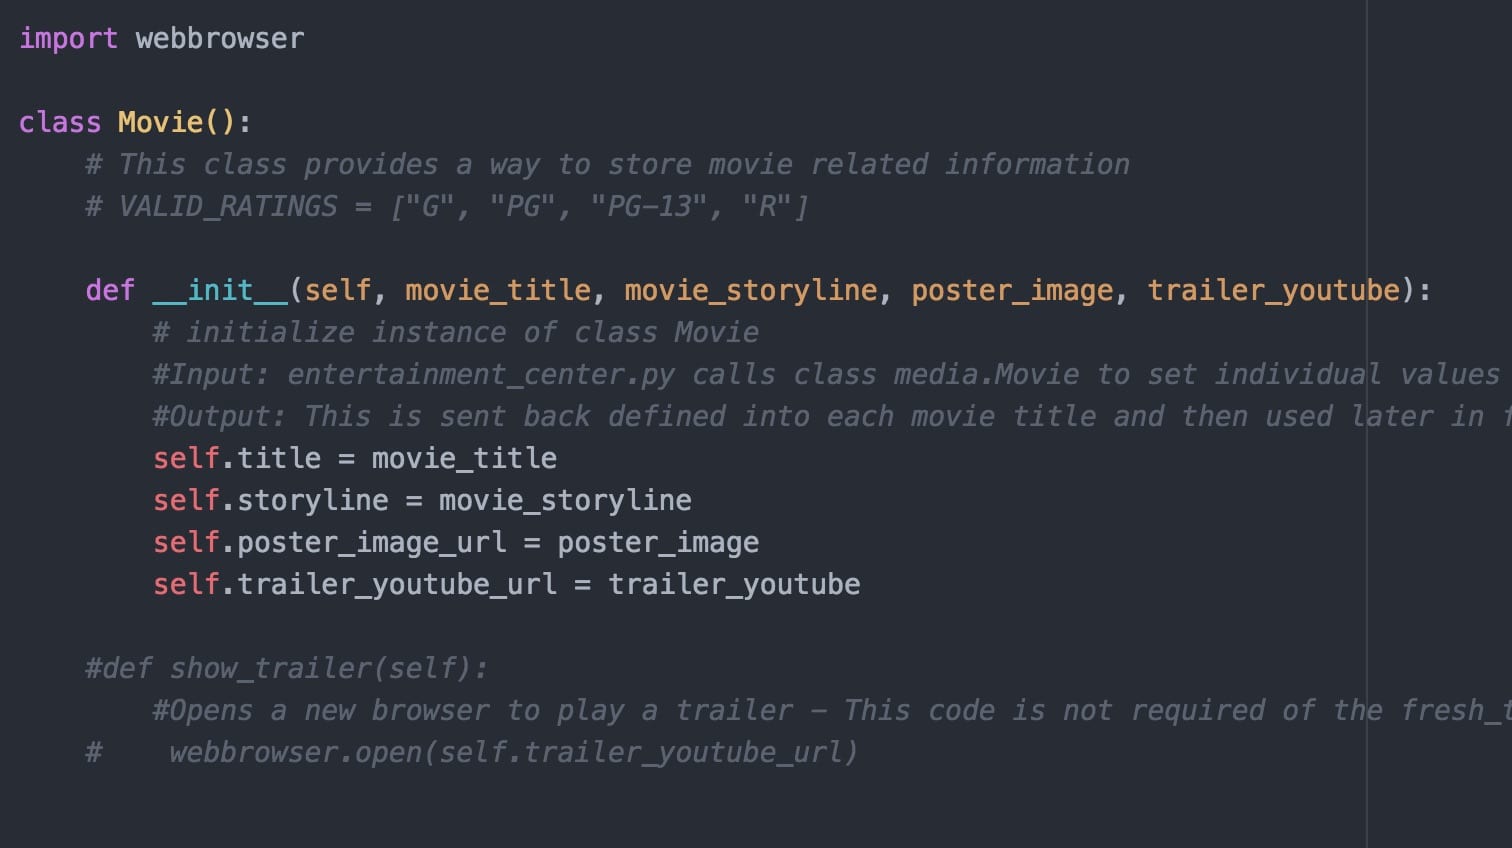 import webbrowser
class Movie():
# This class provides a way to store movie related information
# VALID_RATINGS = ["G", "PG", "PG-13", "R"]
def __init__(self, movie_title, movie_storyline, poster_image, trailer_youtube):
# initialize instance of class Movie
#Input: entertainment_center.py calls class media.Movie to set individual values
#Output: This is sent back defined into each movie title and then used later in
self.title = movie_title
self.storyline = movie_storyline
self.poster_image_url = poster_image
self.trailer_youtube_url = trailer_youtube
#def show_trailer(self):
#Opens a new browser to play a trailer - This code is not required of the
# webbrowser.open(self.trailer_youtube_url)